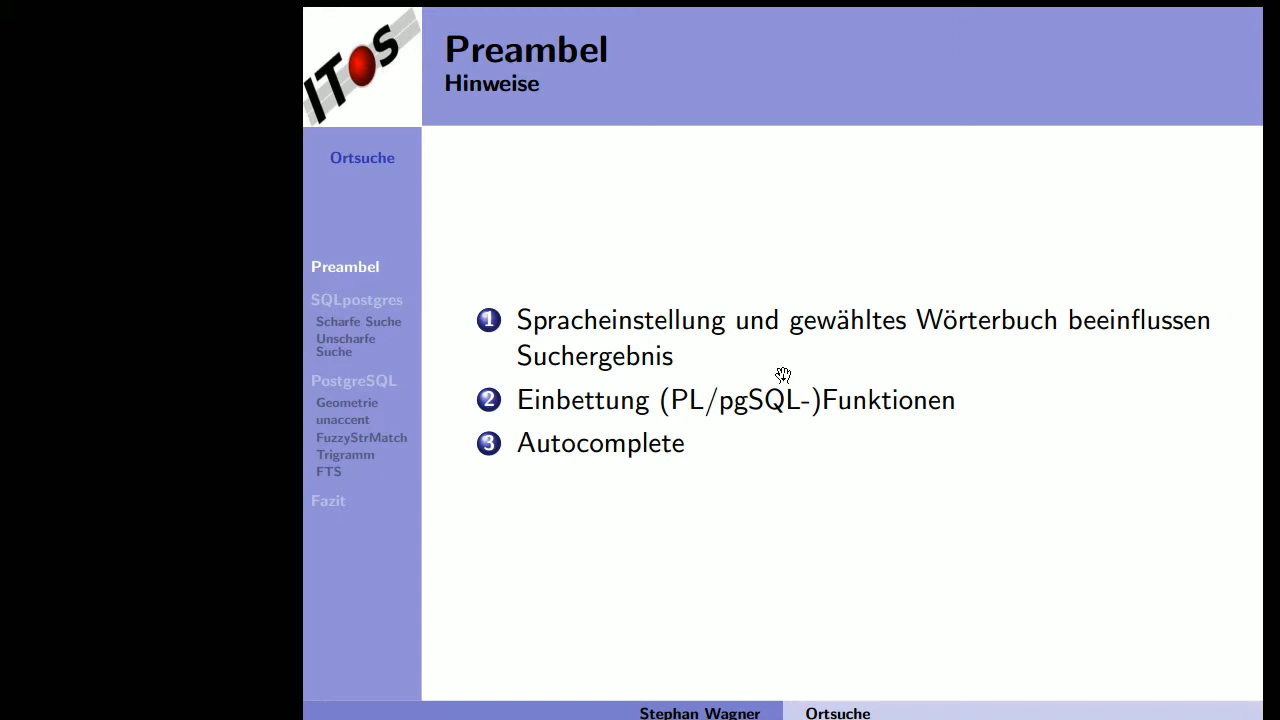 ITOS
Preambel
Hinweise
Ortsuche
Preambel
SQLpostgres
Scharfe Suche
Unscharfe
Suche
PostgreSQL
Geometrie
unaccent
FuzzyStrMatch
Trigramm
FTS
Fazit
1 Spracheinstellung und gewähltes Wörterbuch beeinflussen
Suchergebnis
2 Einbettung (PL/pgSQL-)Funktionen
3 Autocomplete
Stephan Wagner
Ortsuche